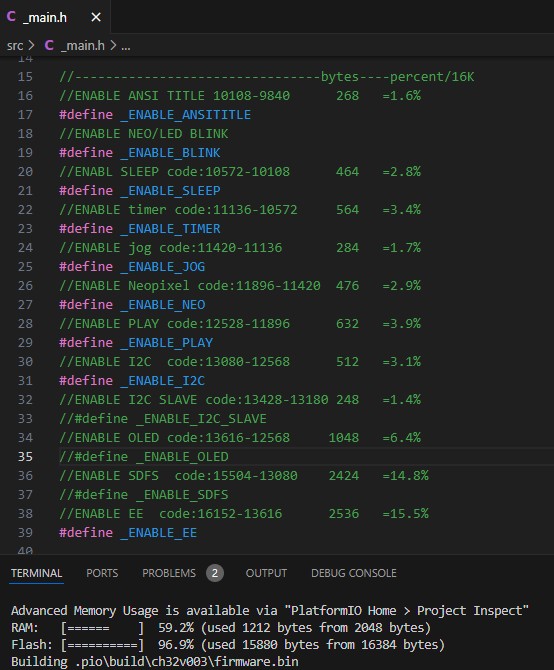 C _main.h ×
src > C _main.h > ...
14
15 //--------------------------------bytes----percent/16K
16 //ENABLE ANSI TITLE 10108-9840 268 =1.6%
17 #define _ENABLE_ANSITITLE
18 //ENABLE NEO/LED BLINK
19 #define _ENABLE_BLINK
20 //ENABL SLEEP code:10572-10108 464 =2.8%
21 #define _ENABLE_SLEEP
22 //ENABLE timer code:11136-10572 564 =3.4%
23 #define _ENABLE_TIMER
24 //ENABLE jog code:11420-11136 284 =1.7%
25 #define _ENABLE_JOG
26 //ENABLE Neopixel code:11896-11420 476 =2.9%
27 #define _ENABLE_NEO
28 //ENABLE PLAY code:12528-11896 632 =3.9%
29 #define _ENABLE_PLAY
30 //ENABLE I2C code:13080-12568 512 =3.1%
31 #define _ENABLE_I2C
32 //ENABLE I2C SLAVE code:13428-13180 248 =1.4%
33 //#define _ENABLE_I2C_SLAVE
34 //ENABLE OLED code:13616-12568 1048 =6.4%
35 //#define _ENABLE_OLED
36 //ENABLE SDFS code:15504-13080 2424 =14.8%
37 //#define _ENABLE_SDFS
38 //ENABLE EE code:16152-13616 2536 =15.5%
39 #define _ENABLE_EE
40
TERMINAL PORTS PROBLEMS 2 OUTPUT DEBUG CONSOLE
Advanced Memory Usage is available via "PlatformIO Home > Project Inspect"
RAM: [====== ] 59.2% (used 1212 bytes from 2048 bytes)
Flash: [==========] 96.9% (used 15880 bytes from 16384 bytes)
Building .pio\build\ch32v003\firmware.bin